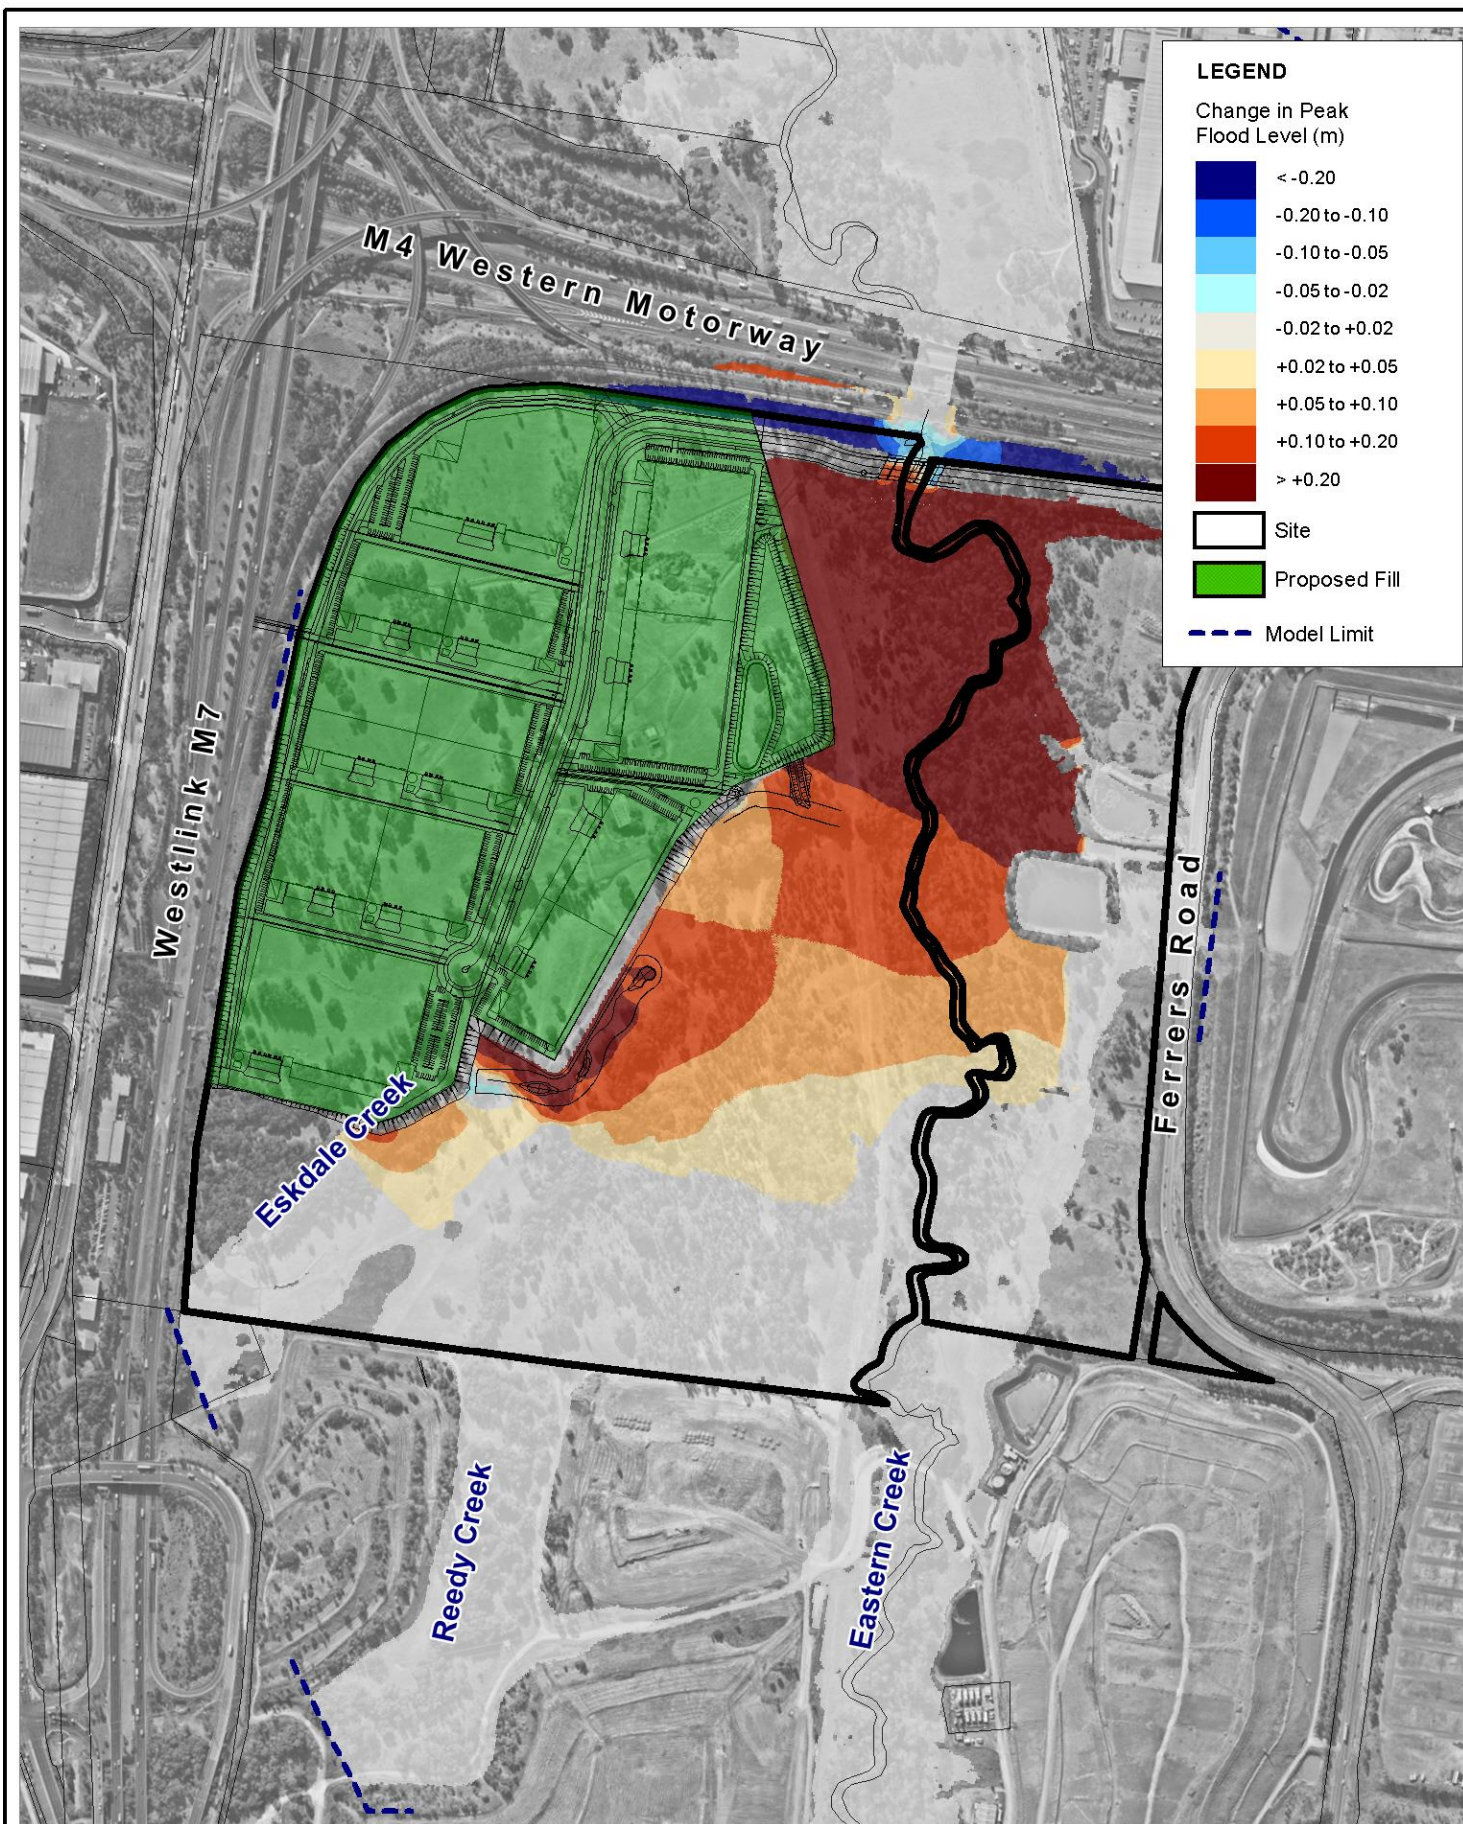 LEGEND
Change in Peak
Flood Level (m)
< -0.20
-0.20 to -0.10
-0.10 to -0.05
-0.05 to -0.02
-0.02 to +0.02
+0.02 to +0.05
+0.05 to +0.10
+0.10 to +0.20
> +0.20
Site
Proposed Fill
Model Limit
M4 Western Motorway
Westlink M7
Ferrers Road
Eskdale Creek
Reedy Creek
Eastern Creek